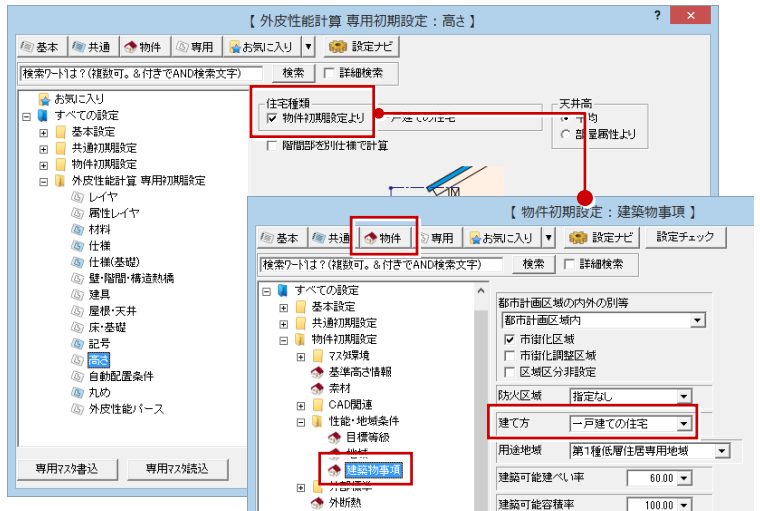 【 外皮性能計算 専用初期設定：高さ 】
? ×
基本 共通 物件 専用 お気に入り ▼ 設定ナビ
検索ワードは？(複数可。＆付きでAND検索文字) 検索 詳細検索
お気に入り
すべての設定
基本設定
共通初期設定
物件初期設定
外皮性能計算 専用初期設定
レイヤ
属性レイヤ
材料
仕様
仕様(基礎)
壁・階間・構造熱橋
建具
屋根・天井
床・基礎
記号
高さ
自動配置条件
丸め
外皮性能パース
専用マスタ書込 専用マスタ読込
住宅種類
物件初期設定より
一戸建ての住宅
階間部を別仕様で計算
天井高
平均
部屋属性より
1M
【 物件初期設定：建築物事項 】
基本 共通 物件 専用 お気に入り ▼ 設定ナビ 設定チェック
検索ワードは？(複数可。＆付きでAND検索文字) 検索 詳細検索
すべての設定
基本設定
共通初期設定
物件初期設定
マスタ環境
基準高さ情報
素材
CAD関連
性能・地域条件
目標等級
地域
建築物事項
外部標準
外断熱
都市計画区域の内外の別等
都市計画区域内
市街化区域
市街化調整区域
区域区分非設定
防火区域 指定なし
建て方 一戸建ての住宅
用途地域 第1種低層住居専用地域
建築可能建ぺい率 60.00
建築可能容積率 100.00